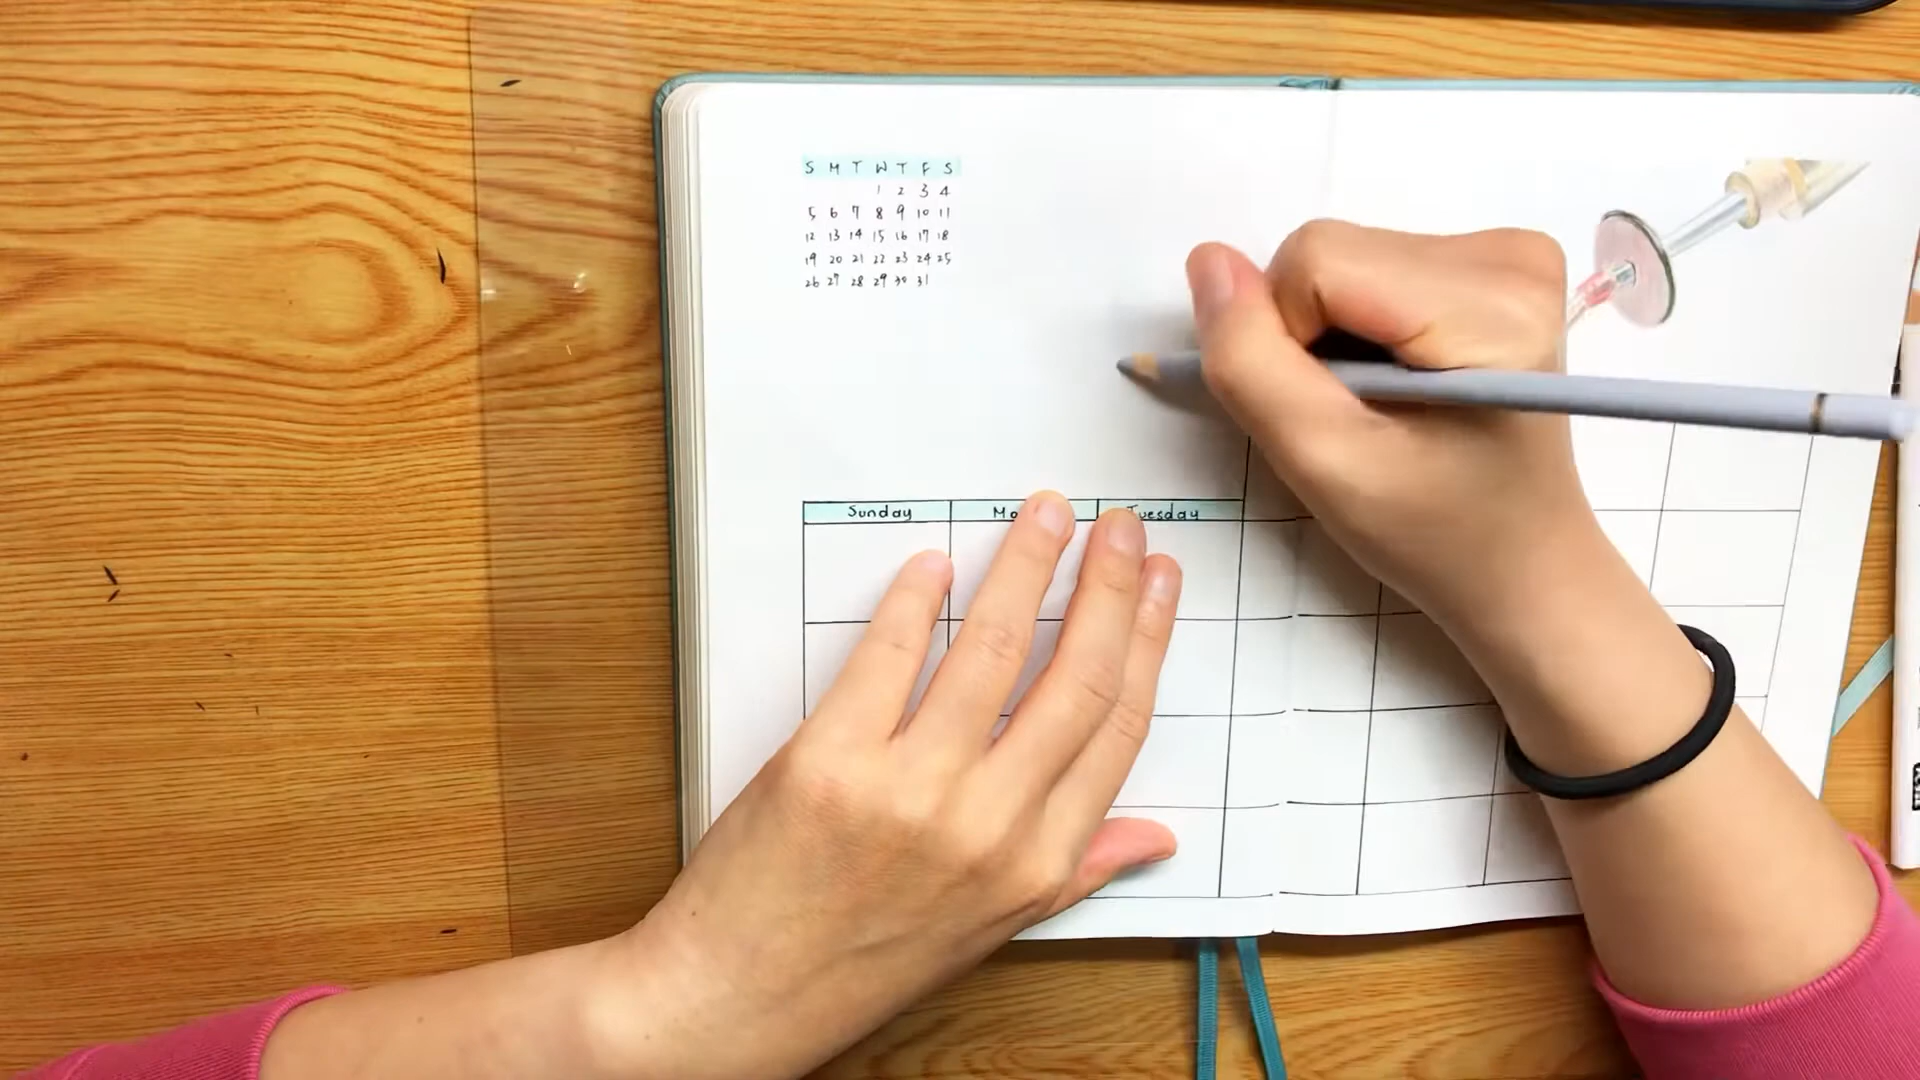 S M T W T F S
1 2 3 4
5 6 7 8 9 10 11
12 13 14 15 16 17 18
19 20 21 22 23 24 25
26 27 28 29 30 31
Sunday Mo Tuesday